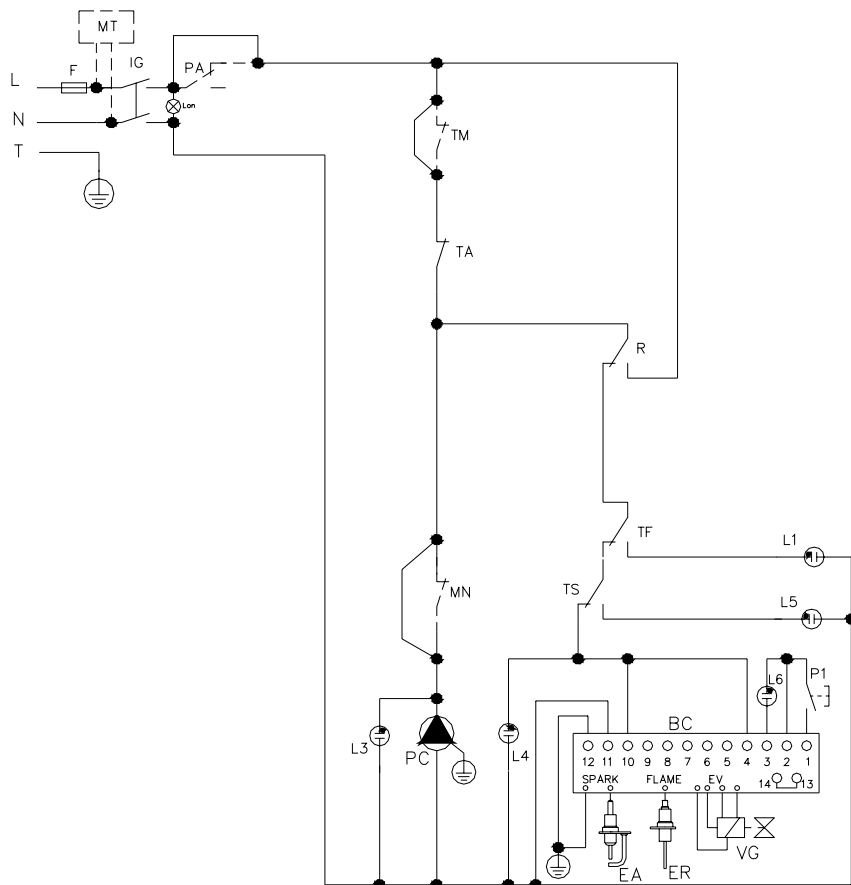 MT
L F IG PA
Lon
N
T
TM
TA
R
TF
L1
TS
L5
MN
P1
L6
BC
L3
PC
L4
12 11 10 9 8 7 6 5 4 3 2 1
SPARK FLAME EV 14 13
EA ER VG